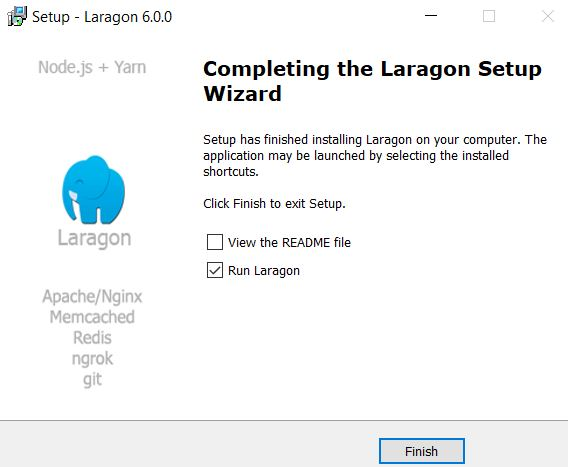 Setup - Laragon 6.0.0
Node.js + Yarn
Laragon
Apache/Nginx
Memcached
Redis
ngrok
git
Completing the Laragon Setup
Wizard
Setup has finished installing Laragon on your computer. The
application may be launched by selecting the installed
shortcuts.
Click Finish to exit Setup.
View the README file
Run Laragon
Finish